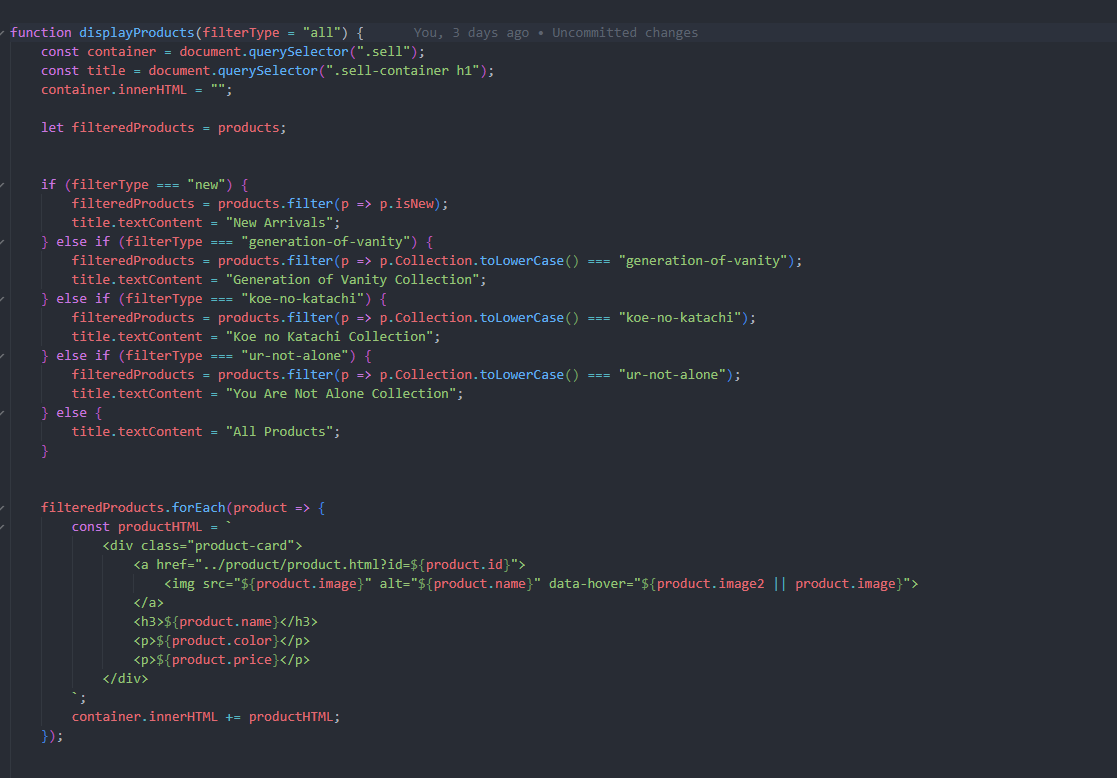 function displayProducts(filterType = "all") {      You, 3 days ago • Uncommitted changes
    const container = document.querySelector(".sell");
    const title = document.querySelector(".sell-container h1");
    container.innerHTML = "";
    let filteredProducts = products;
    if (filterType === "new") {
        filteredProducts = products.filter(p => p.isNew);
        title.textContent = "New Arrivals";
    } else if (filterType === "generation-of-vanity") {
        filteredProducts = products.filter(p => p.Collection.toLowerCase() === "generation-of-vanity");
        title.textContent = "Generation of Vanity Collection";
    } else if (filterType === "koe-no-katachi") {
        filteredProducts = products.filter(p => p.Collection.toLowerCase() === "koe-no-katachi");
        title.textContent = "Koe no Katachi Collection";
    } else if (filterType === "ur-not-alone") {
        filteredProducts = products.filter(p => p.Collection.toLowerCase() === "ur-not-alone");
        title.textContent = "You Are Not Alone Collection";
    } else {
        title.textContent = "All Products";
    }
    filteredProducts.forEach(product => {
        const productHTML = `
            <div class="product-card">
                <a href="../product/product.html?id=${product.id}">
                    <img src="${product.image}" alt="${product.name}" data-hover="${product.image2 || product.image}">
                </a>
                <h3>${product.name}</h3>
                <p>${product.color}</p>
                <p>${product.price}</p>
            </div>
        `;
        container.innerHTML += productHTML;
    });